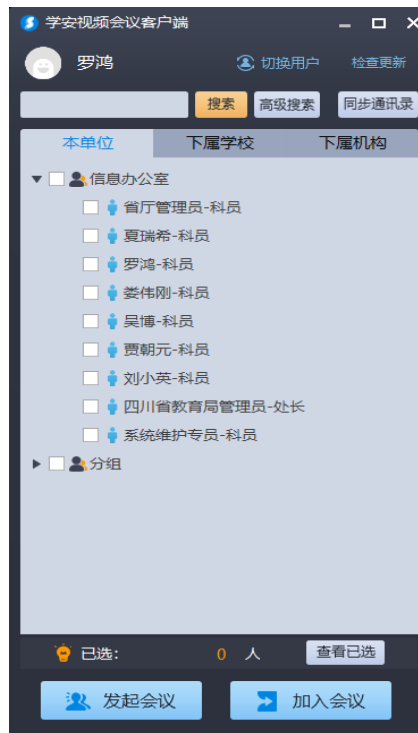 学安视频会议客户端
罗鸿 切换用户 检查更新
搜索 高级搜索 同步通讯录
本单位 下属学校 下属机构
信息办公室
省厅管理员-科员
夏瑞希-科员
罗鸿-科员
娄伟刚-科员
吴博-科员
贾朝元-科员
刘小英-科员
四川省教育局管理员-处长
系统维护专员-科员
分组
已选: 0 人 查看已选
发起会议 加入会议